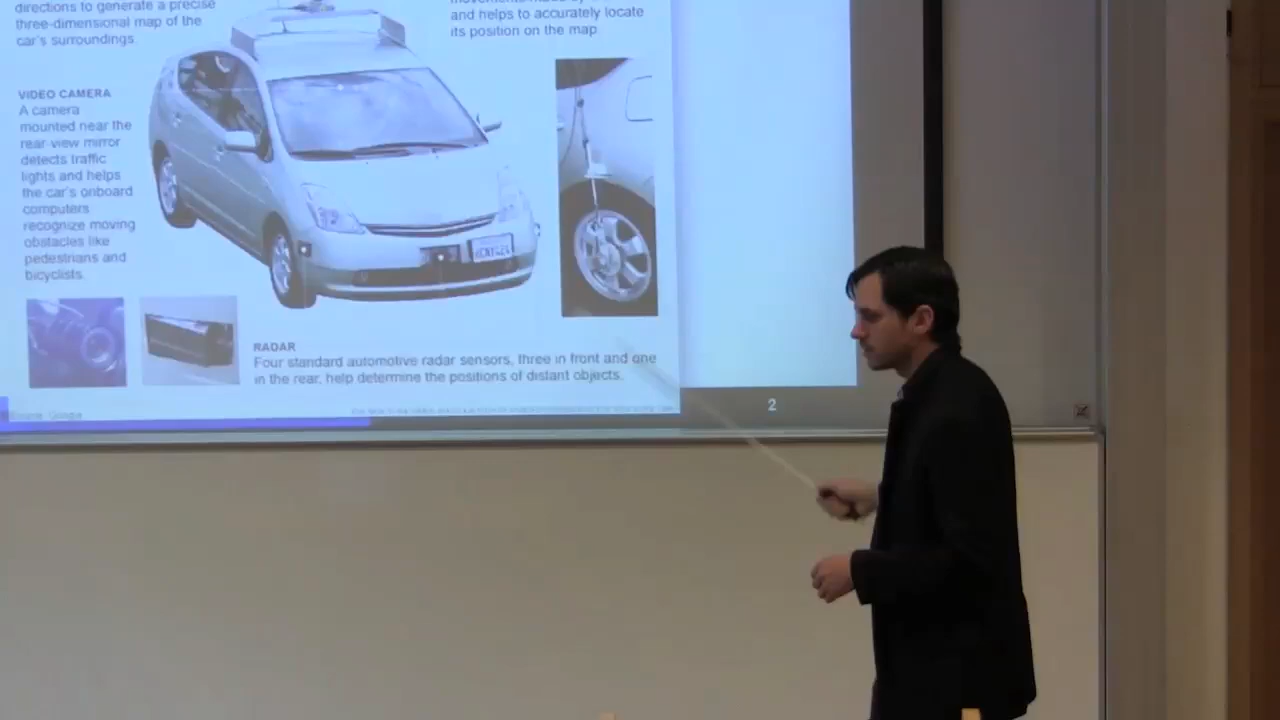 directions to generate a precise
three-dimensional map of the
car's surroundings.
and helps to accurately locate
its position on the map
VIDEO CAMERA
A camera
mounted near the
rear-view mirror
detects traffic
lights and helps
the car's onboard
computers
recognize moving
obstacles like
pedestrians and
bicyclists.
RADAR
Four standard automotive radar sensors, three in front and one
in the rear, help determine the positions of distant objects.
Source: Google
2